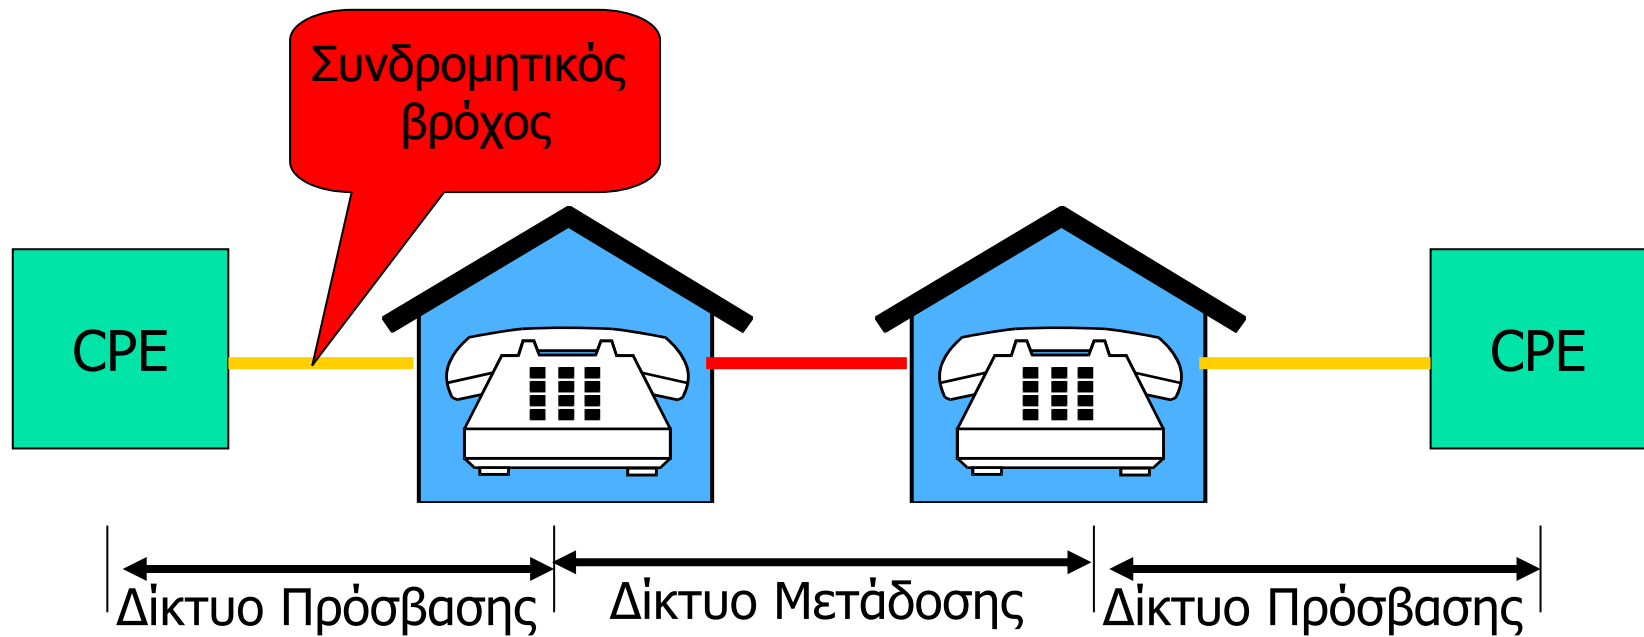 Συνδρομητικός
βρόχος
CPE
CPE
Δίκτυο Πρόσβασης
Δίκτυο Μετάδοσης
Δίκτυο Πρόσβασης